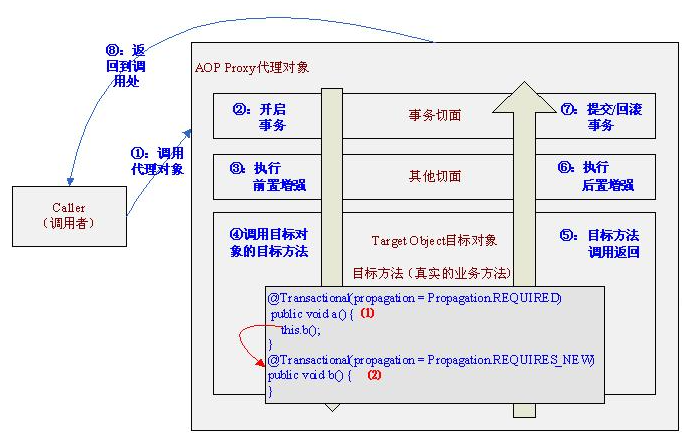 ⑧：返
回到调
用处
AOP Proxy代理对象
②：开启
事务
事务切面
⑦：提交/回滚
事务
①：调用
代理对象
③：执行
前置增强
其他切面
⑥：执行
后置增强
Caller
（调用者）
④调用目标对
象的目标方法
Target Object目标对象
⑤：目标方法
调用返回
目标方法（真实的业务方法）
@Transactional(propagation = Propagation.REQUIRED)
public void a() { (1)
this.b();
}
@Transactional(propagation = Propagation.REQUIRES_NEW)
public void b() { (2)
}